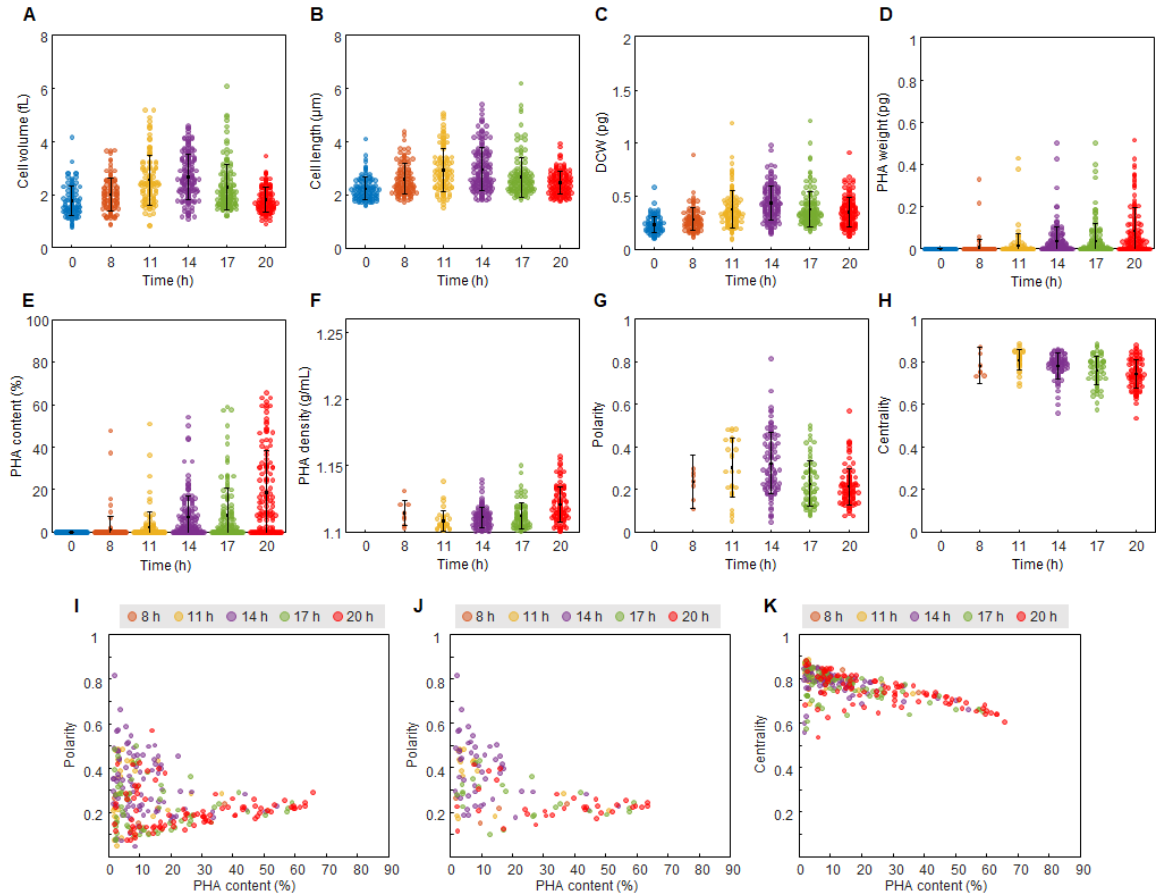 A
B
C
D
8
6
4
2
0
Cell volume (fL)
0 8 11 14 17 20
Time (h)
8
6
4
2
0
Cell length (µm)
0 8 11 14 17 20
Time (h)
2
1.5
1
0.5
0
DCW (pg)
0 8 11 14 17 20
Time (h)
1
0.8
0.6
0.4
0.2
0
PHA weight (pg)
0 8 11 14 17 20
Time (h)
E
F
G
H
100
80
60
40
20
0
PHA content (%)
0 8 11 14 17 20
Time (h)
1.25
1.2
1.15
1.1
PHA density (g/mL)
0 8 11 14 17 20
Time (h)
1
0.8
0.6
0.4
0.2
0
Polarity
0 8 11 14 17 20
Time (h)
1
0.8
0.6
0.4
0.2
0
Centrality
0 8 11 14 17 20
Time (h)
I
8 h 11 h 14 h 17 h 20 h
1
0.8
0.6
0.4
0.2
Polarity
0 10 20 30 40 50 60 70 80 90
PHA content (%)
J
8 h 11 h 14 h 17 h 20 h
1
0.8
0.6
0.4
0.2
Polarity
0 10 20 30 40 50 60 70 80 90
PHA content (%)
K
8 h 11 h 14 h 17 h 20 h
1
0.8
0.6
0.4
0.2
Centrality
0 10 20 30 40 50 60 70 80 90
PHA content (%)